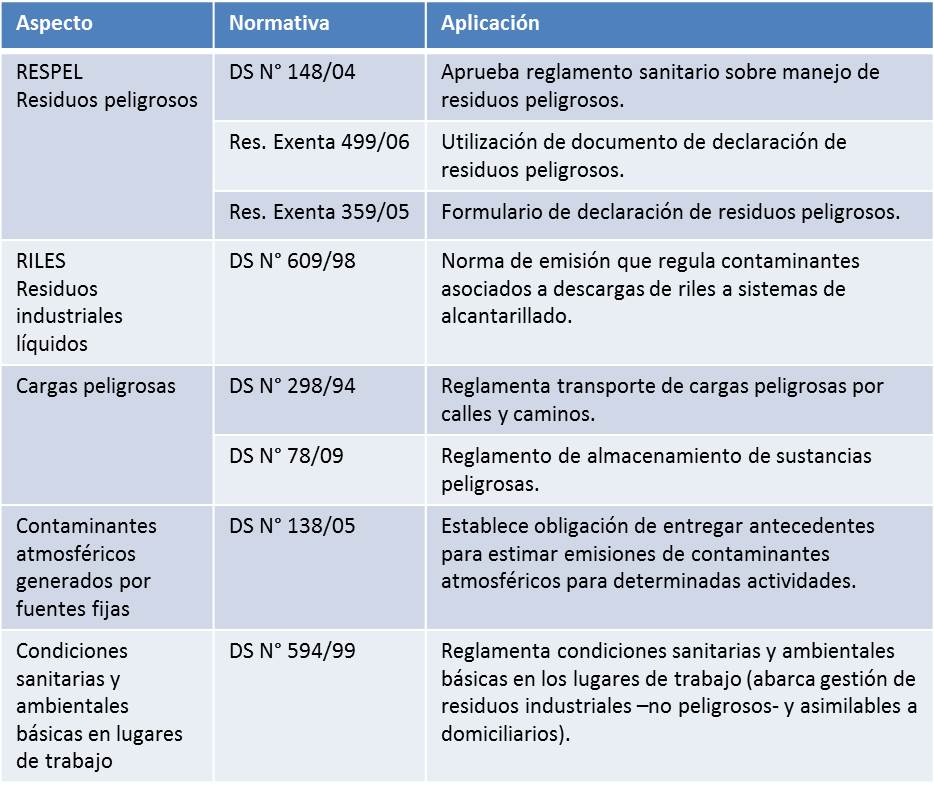 Aspecto
Normativa
Aplicación
RESPEL
Residuos peligrosos
DS N° 148/04
Aprueba reglamento sanitario sobre manejo de
residuos peligrosos.
Res. Exenta 499/06
Utilización de documento de declaración de
residuos peligrosos.
Res. Exenta 359/05
Formulario de declaración de residuos peligrosos.
RILES
Residuos
industriales
líquidos
DS N° 609/98
Norma de emisión que regula contaminantes
asociados a descargas de riles a sistemas de
alcantarillado.
Cargas peligrosas
DS N° 298/94
Reglamenta transporte de cargas peligrosas por
calles y caminos.
DS N° 78/09
Reglamento de almacenamiento de sustancias
peligrosas.
Contaminantes
atmosféricos
generados por
fuentes fijas
DS N° 138/05
Establece obligación de entregar antecedentes
para estimar emisiones de contaminantes
atmosféricos para determinadas actividades.
Condiciones
sanitarias y
ambientales
básicas en lugares
de trabajo
DS N° 594/99
Reglamenta condiciones sanitarias y ambientales
básicas en los lugares de trabajo (abarca gestión de
residuos industriales –no peligrosos- y asimilables a
domiciliarios).